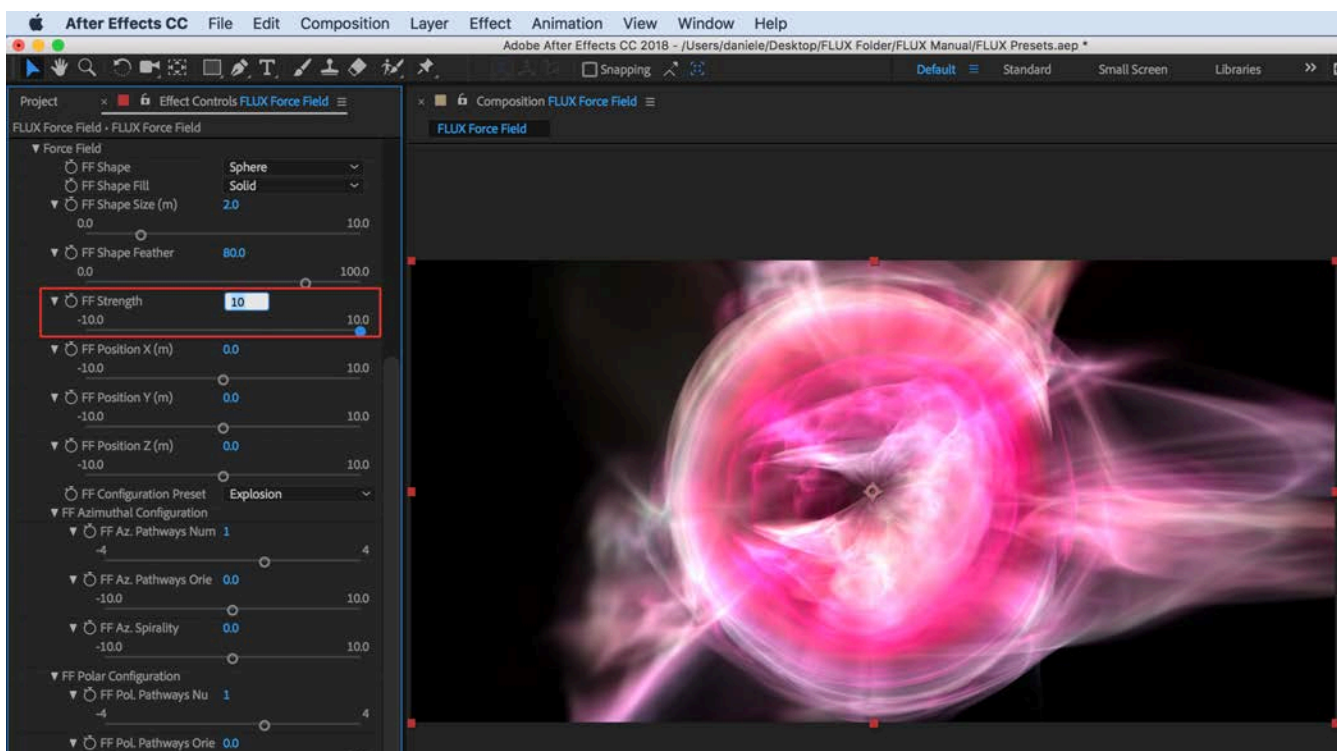 After Effects CC File Edit Composition Layer Effect Animation View Window Help
Adobe After Effects CC 2018 - /Users/daniele/Desktop/FLUX Folder/FLUX Manual/FLUX Presets.aep *
T Snapping Default Standard Small Screen Libraries >>
Project × Effect Controls FLUX Force Field × Composition FLUX Force Field
FLUX Force Field • FLUX Force Field
FLUX Force Field
Force Field
FF Shape Sphere
FF Shape Fill Solid
FF Shape Size (m) 2.0
0.0 10.0
FF Shape Feather 80.0
0.0 100.0
FF Strength 10
-10.0 10.0
FF Position X (m) 0.0
-10.0 10.0
FF Position Y (m) 0.0
-10.0 10.0
FF Position Z (m) 0.0
-10.0 10.0
FF Configuration Preset Explosion
FF Azimuthal Configuration
FF Az. Pathways Num 1
-4 4
FF Az. Pathways Orie 0.0
-10.0 10.0
FF Az. Spirality 0.0
-10.0 10.0
FF Polar Configuration
FF Pol. Pathways Nu 1
-4 4
FF Pol. Pathways Orie 0.0